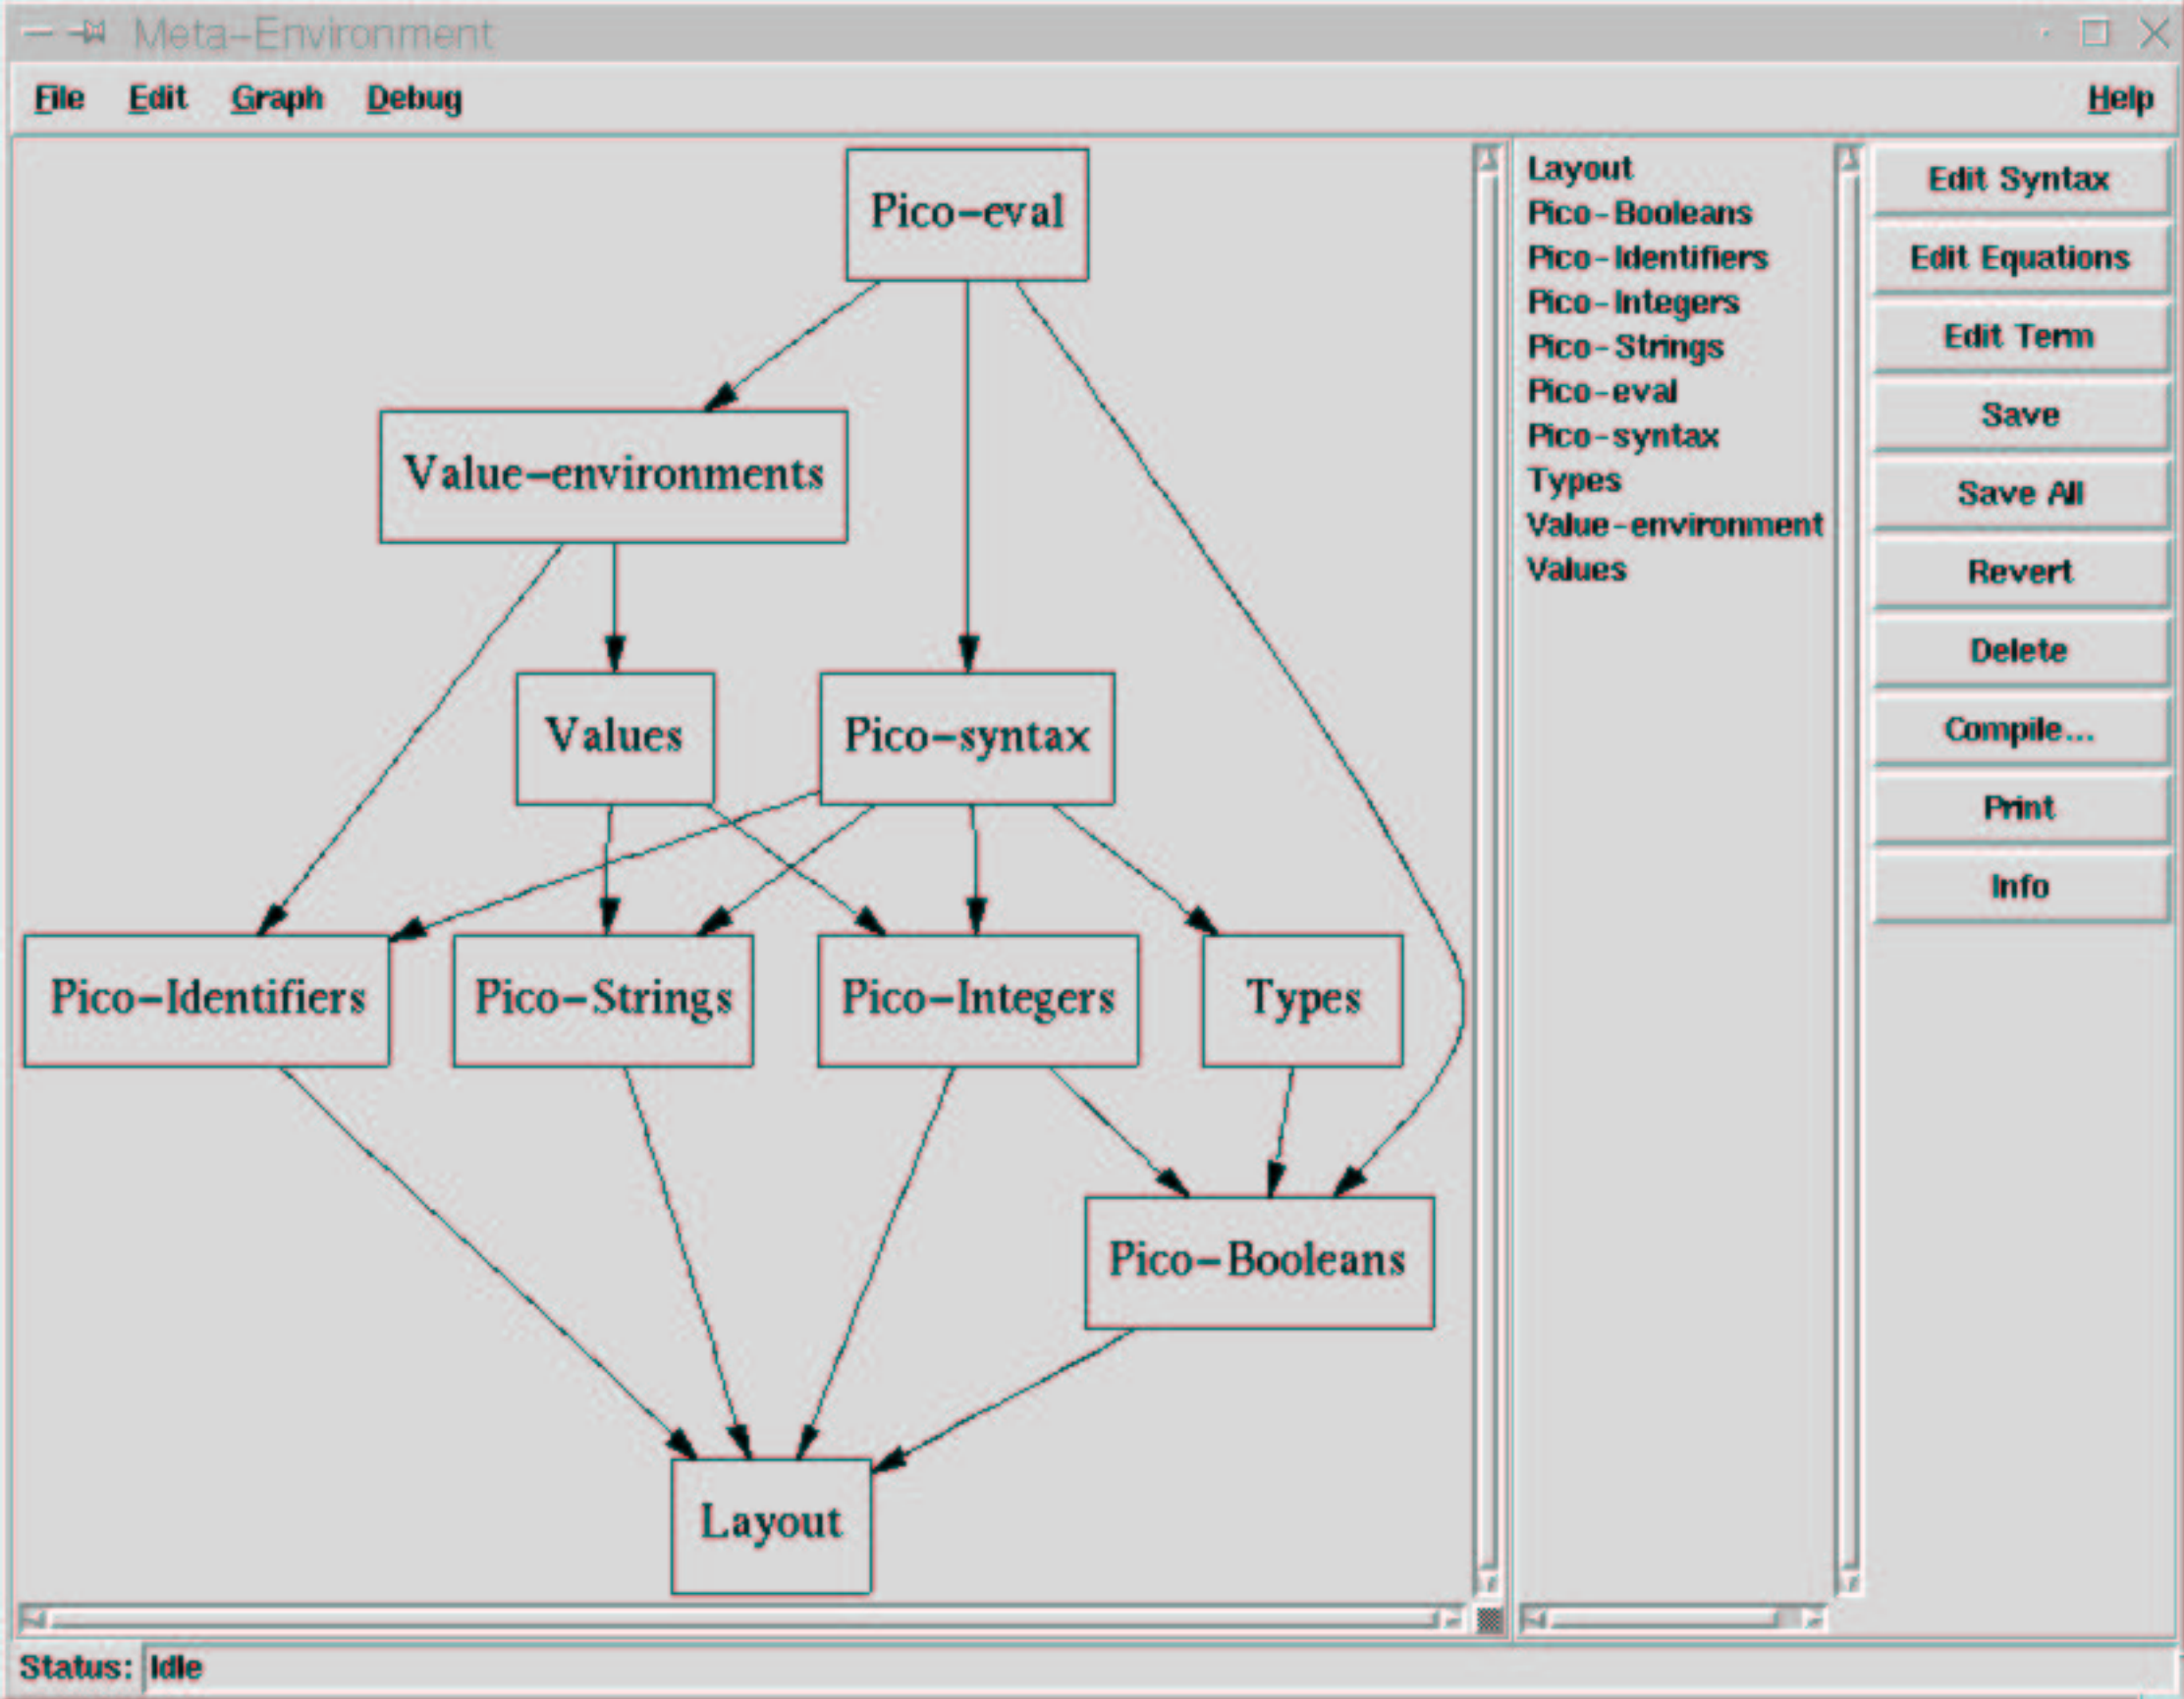 Meta-Environment
File Edit Graph Debug Help
Pico-eval
Value-environments
Values
Pico-syntax
Pico-Identifiers
Pico-Strings
Pico-Integers
Types
Pico-Booleans
Layout
Layout
Pico-Booleans
Pico-Identifiers
Pico-Integers
Pico-Strings
Pico-eval
Pico-syntax
Types
Value-environment
Values
Edit Syntax
Edit Equations
Edit Term
Save
Save All
Revert
Delete
Compile...
Print
Info
Status: Idle